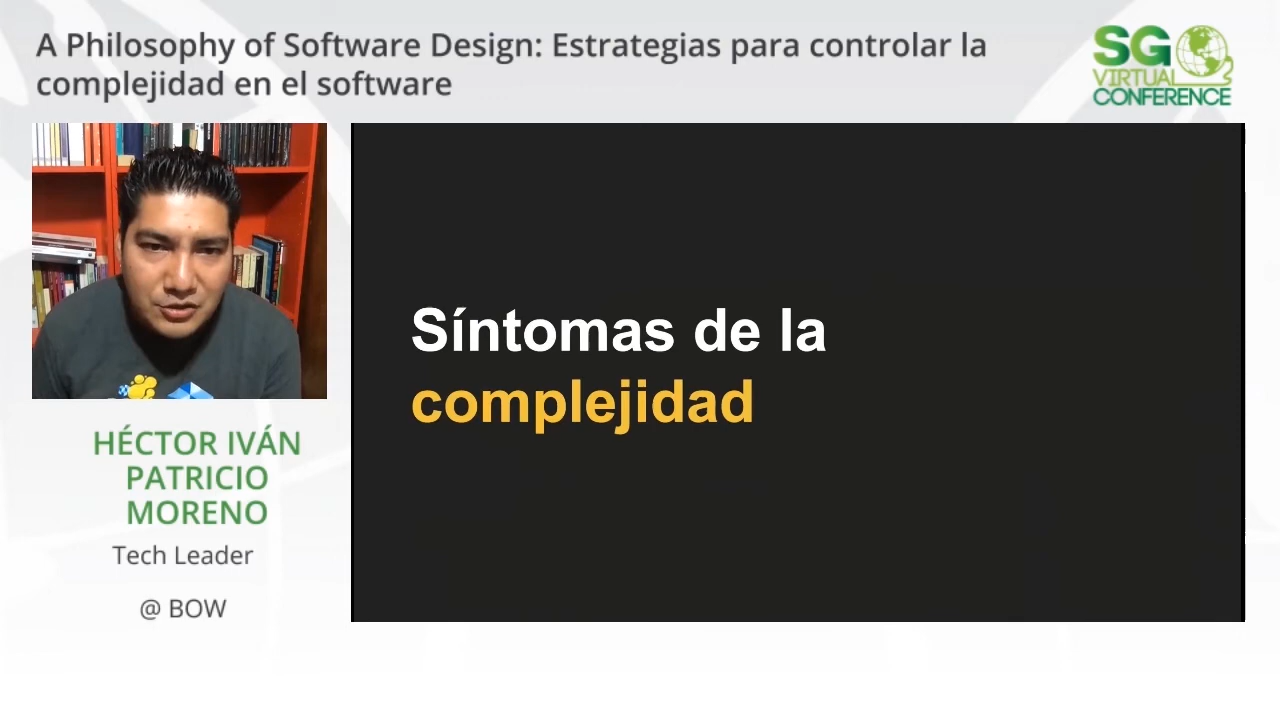 A Philosophy of Software Design: Estrategias para controlar la
complejidad en el software
SG
VIRTUAL
CONFERENCE
Síntomas de la
complejidad
HÉCTOR IVÁN
PATRICIO
MORENO
Tech Leader
@ BOW